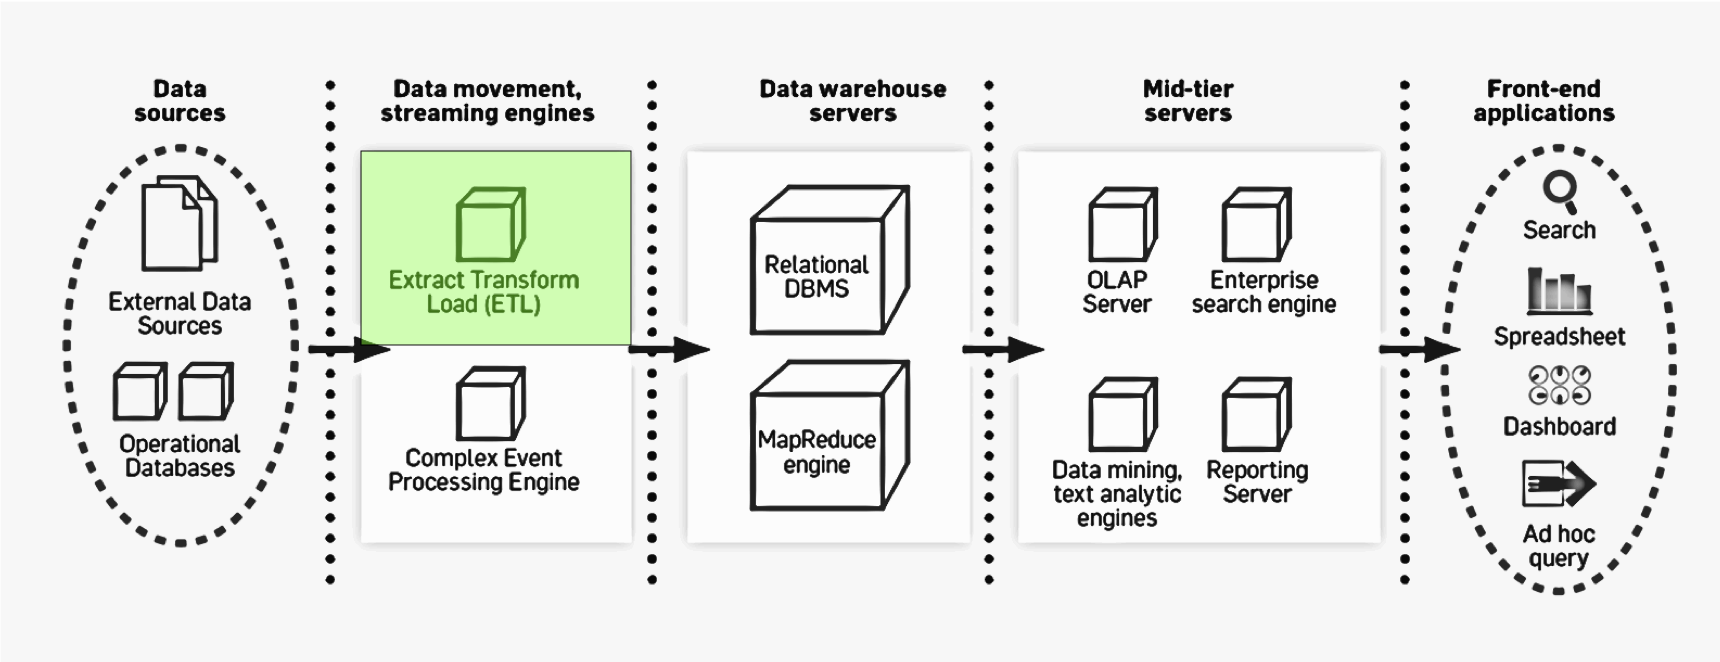 Data
sources
Data movement,
streaming engines
Data warehouse
servers
Mid-tier
servers
Front-end
applications
External Data
Sources
Operational
Databases
Extract Transform
Load (ETL)
Complex Event
Processing Engine
Relational
DBMS
MapReduce
engine
OLAP
Server
Enterprise
search engine
Data mining,
text analytic
engines
Reporting
Server
Search
Spreadsheet
Dashboard
Ad hoc
query